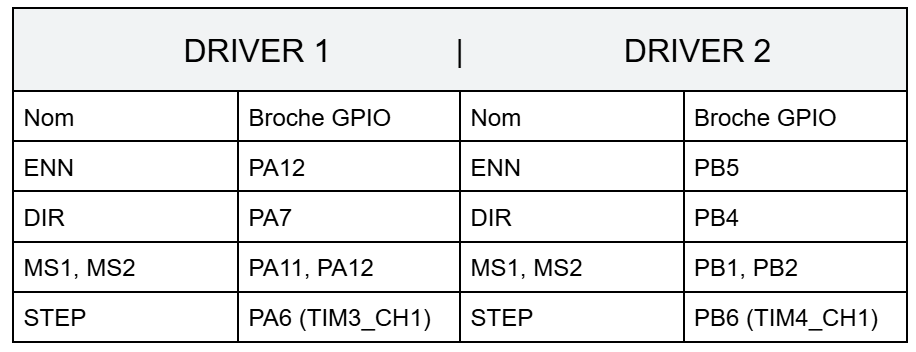 DRIVER 1 | DRIVER 2
Nom Broche GPIO Nom Broche GPIO
ENN PA12 ENN PB5
DIR PA7 DIR PB4
MS1, MS2 PA11, PA12 MS1, MS2 PB1, PB2
STEP PA6 (TIM3_CH1) STEP PB6 (TIM4_CH1)